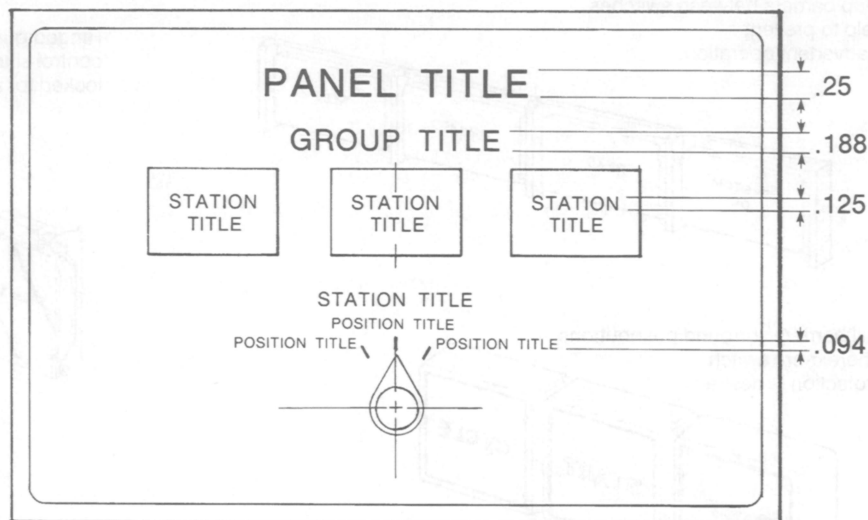 PANEL TITLE
.25
GROUP TITLE
.188
STATION
TITLE
STATION
TITLE
STATION
TITLE
.125
STATION TITLE
POSITION TITLE
POSITION TITLE
POSITION TITLE
.094